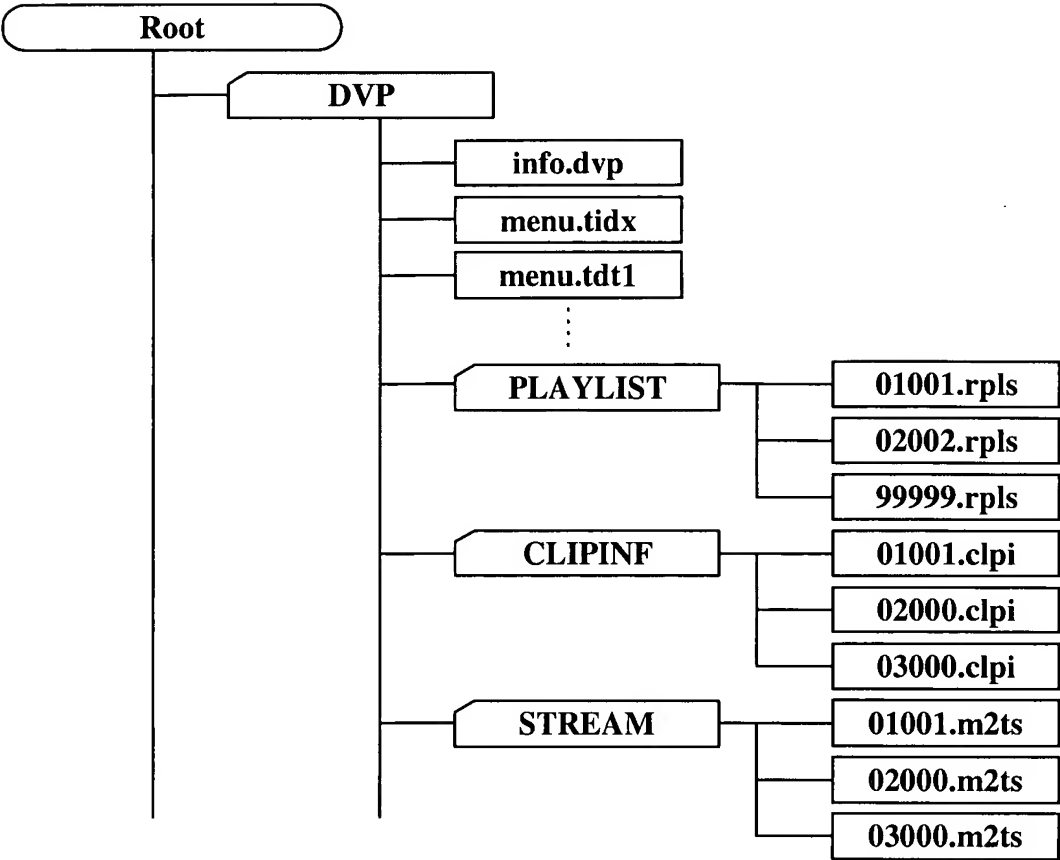 Root
DVP
info.dvp
menu.tidx
menu.tdt1
PLAYLIST
01001.rpls
02002.rpls
99999.rpls
CLIPINF
01001.clpi
02000.clpi
03000.clpi
STREAM
01001.m2ts
02000.m2ts
03000.m2ts